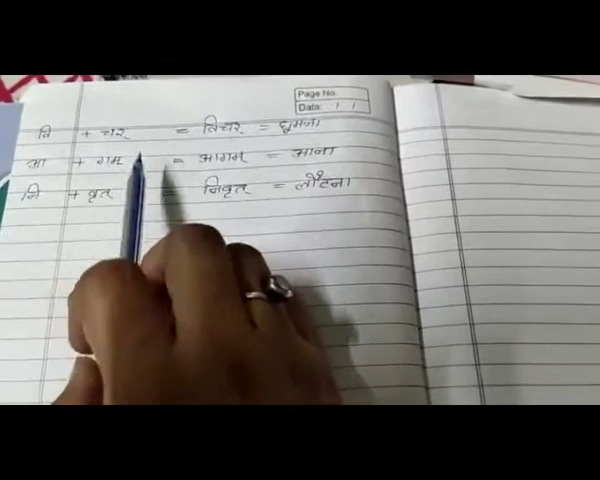 Page No.
Date: / /
वि + चर् = विचर् = घुमना
आ + गम् = आगम् = आना
नि + वृत् = निवृत् = लौटना